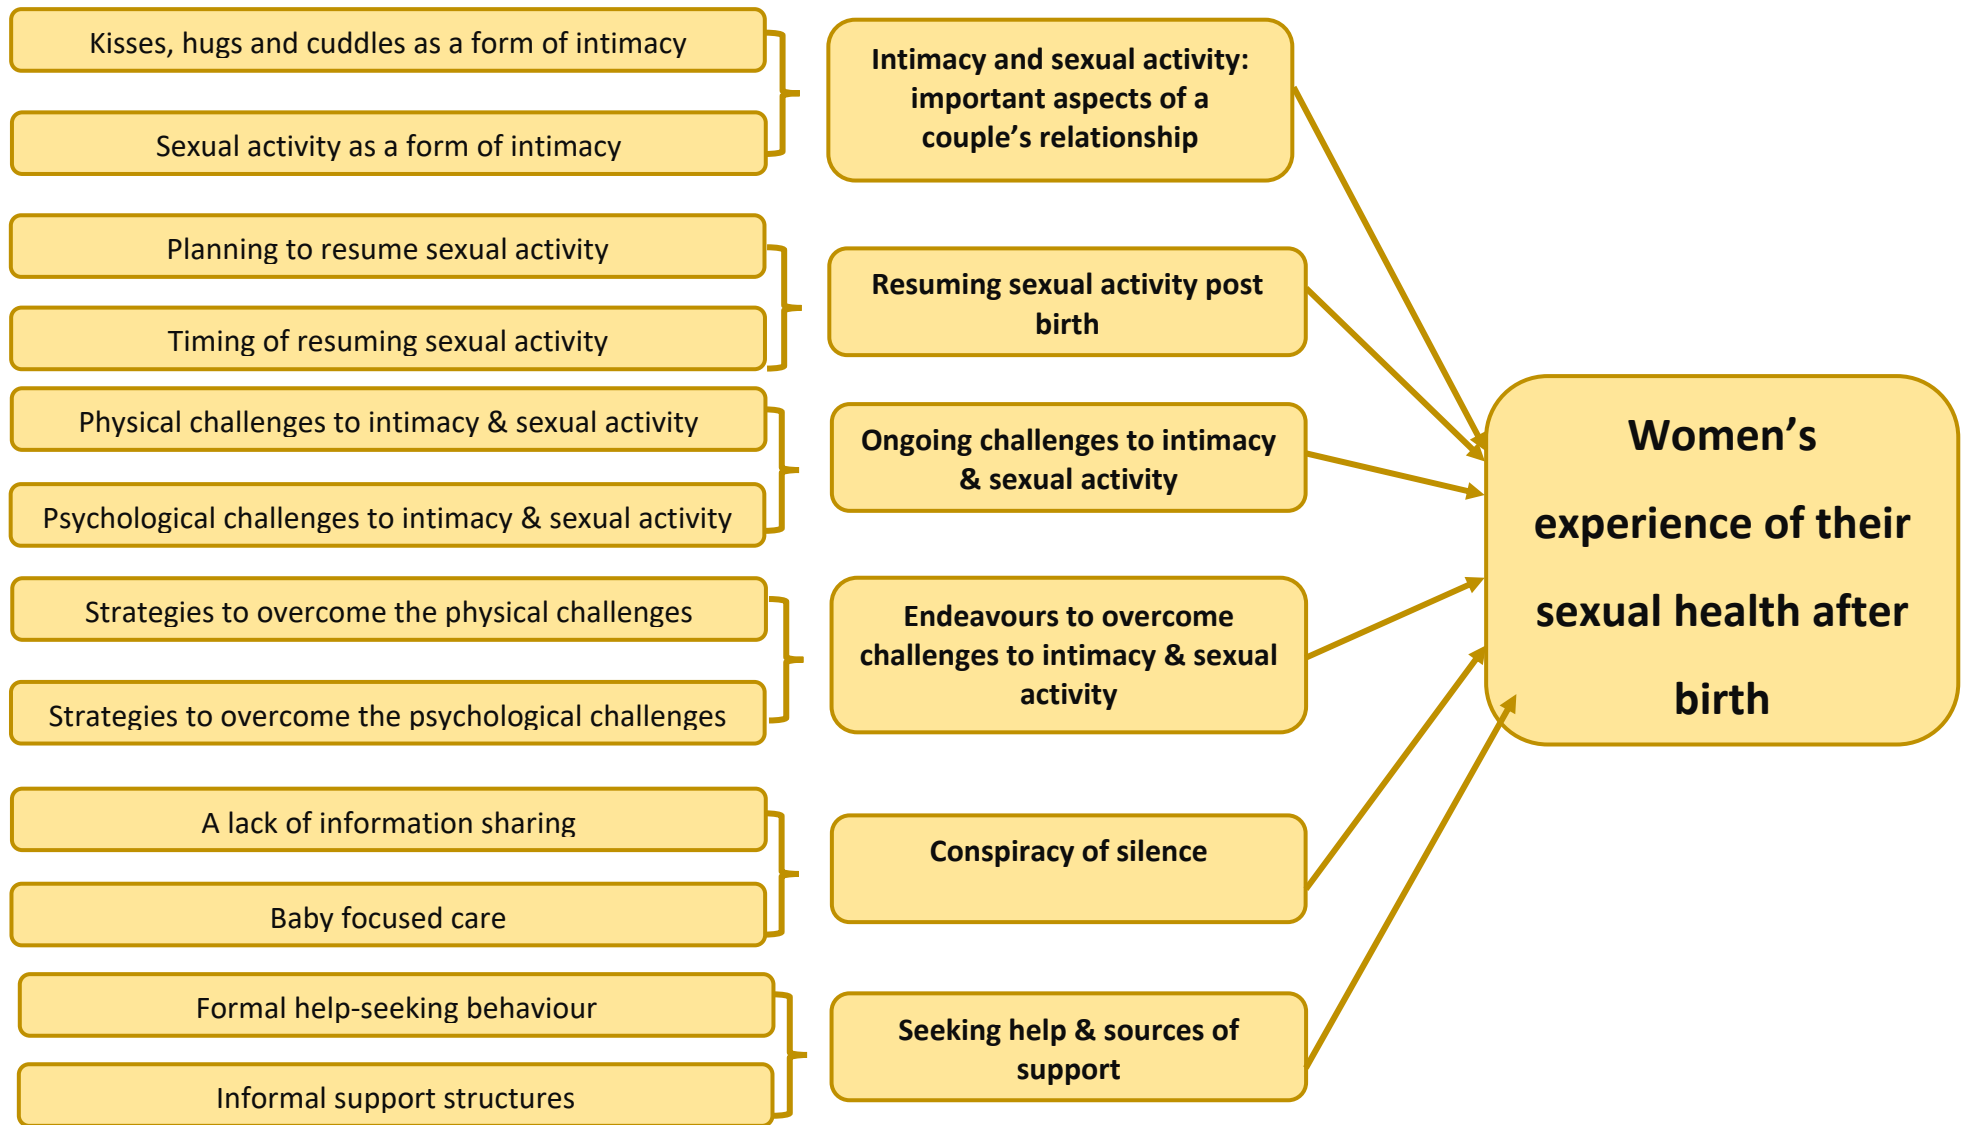 Kisses, hugs and cuddles as a form of intimacy
Sexual activity as a form of intimacy
Intimacy and sexual activity:
important aspects of a
couple’s relationship
Planning to resume sexual activity
Timing of resuming sexual activity
Resuming sexual activity post
birth
Physical challenges to intimacy & sexual activity
Psychological challenges to intimacy & sexual activity
Ongoing challenges to intimacy
& sexual activity
Strategies to overcome the physical challenges
Strategies to overcome the psychological challenges
Endeavours to overcome
challenges to intimacy & sexual
activity
A lack of information sharing
Baby focused care
Conspiracy of silence
Formal help-seeking behaviour
Informal support structures
Seeking help & sources of
support
Women’s
experience of their
sexual health after
birth